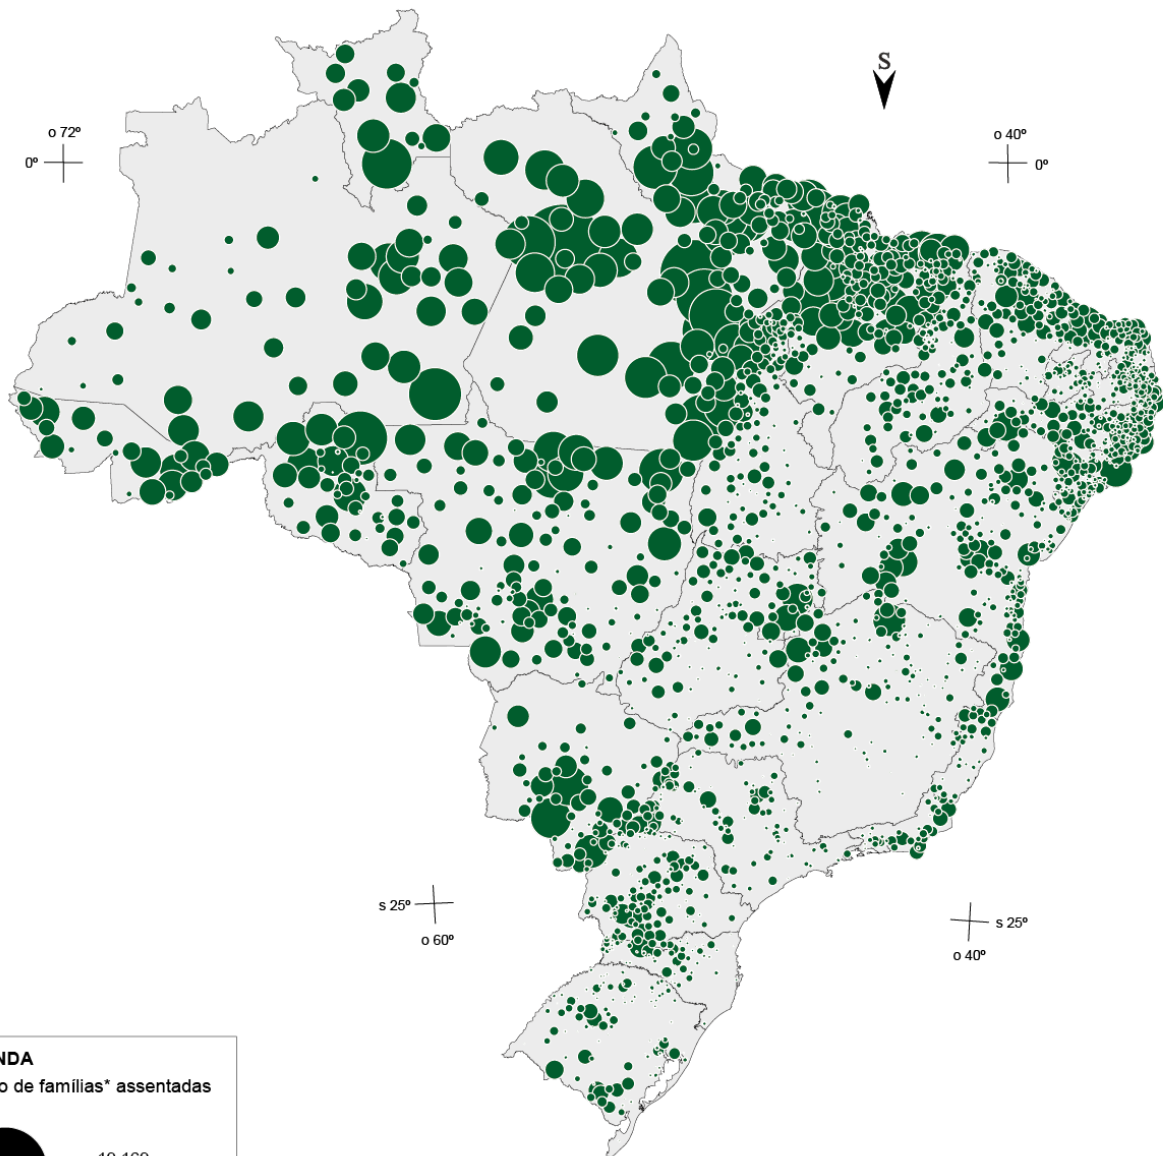 S
o 72º
0º
o 40º
0º
s 25º
o 60º
s 25º
o 40º
NDA
o de famílias* assentadas